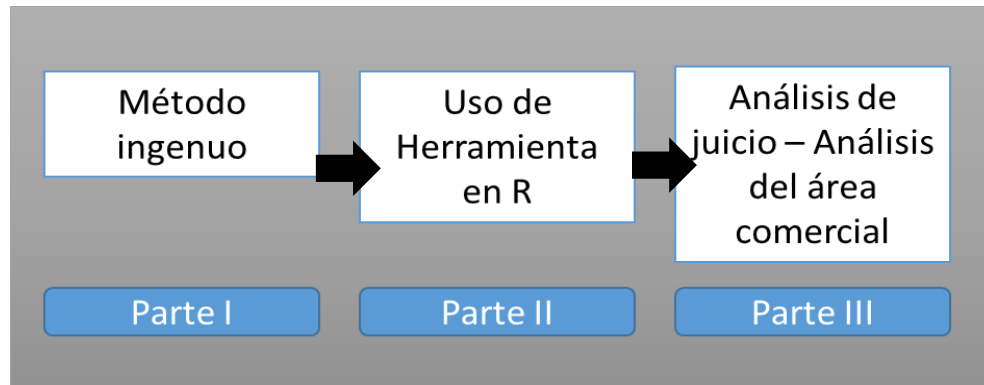 Método
ingenuo
Uso de
Herramienta
en R
Análisis de
juicio – Análisis
del área
comercial
Parte I
Parte II
Parte III